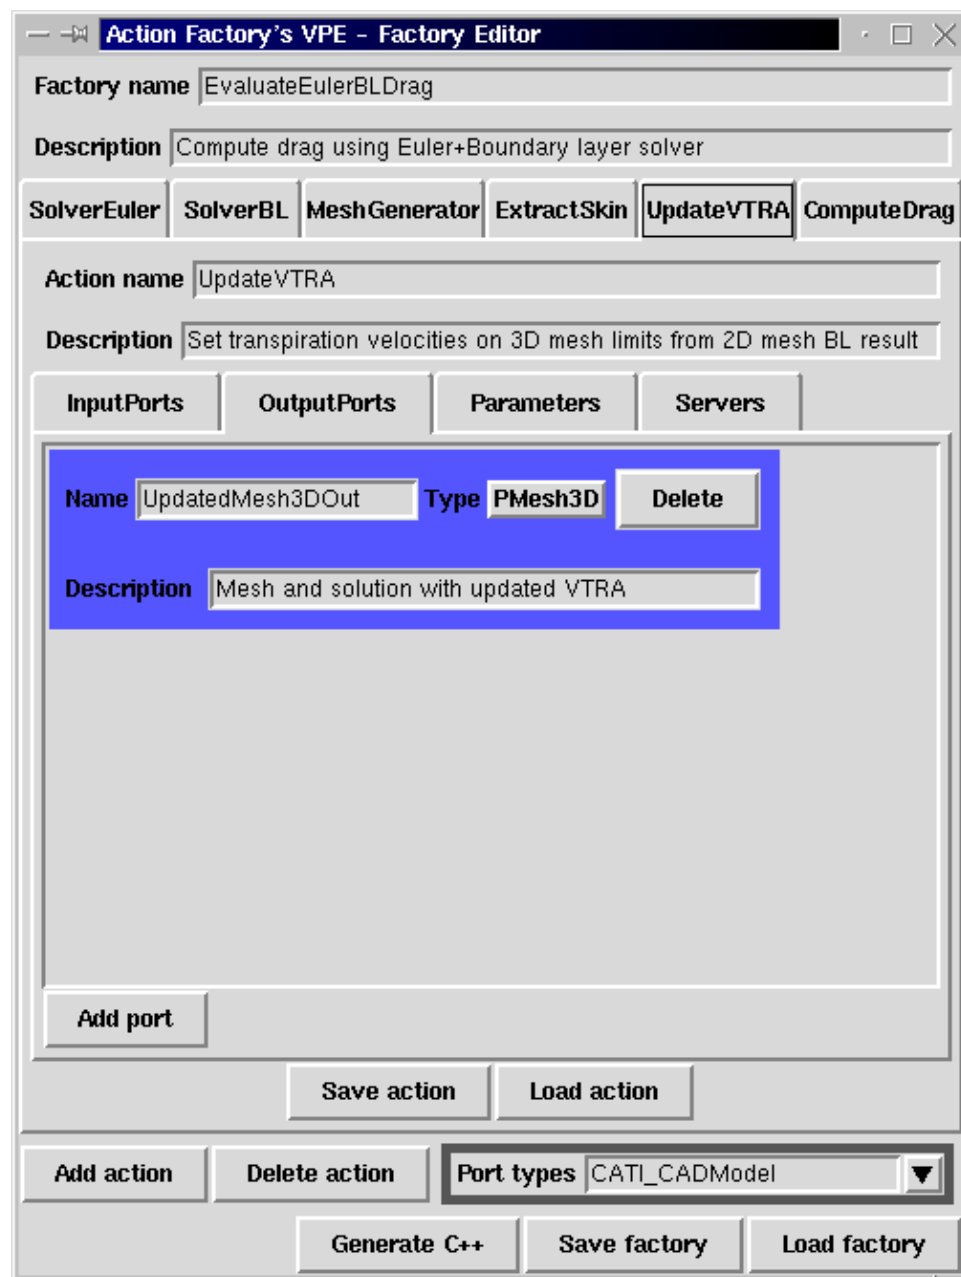 Action Factory's VPE - Factory Editor
Factory name EvaluateEulerBLDrag
Description Compute drag using Euler+Boundary layer solver
SolverEuler SolverBL MeshGenerator ExtractSkin UpdateVTRA ComputeDrag
Action name UpdateVTRA
Description Set transpiration velocities on 3D mesh limits from 2D mesh BL result
InputPorts OutputPorts Parameters Servers
Name UpdatedMesh3DOut Type PMesh3D Delete
Description Mesh and solution with updated VTRA
Add port
Save action Load action
Add action Delete action Port types CATI_CADModel
Generate C++ Save factory Load factory